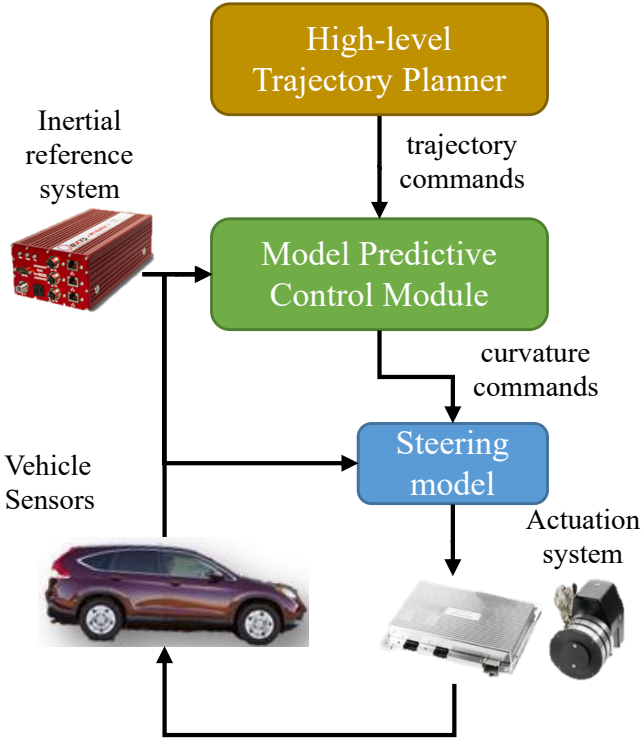 High-level
Trajectory Planner
Inertial
reference
system
trajectory
commands
Model Predictive
Control Module
curvature
commands
Steering
model
Vehicle
Sensors
Actuation
system